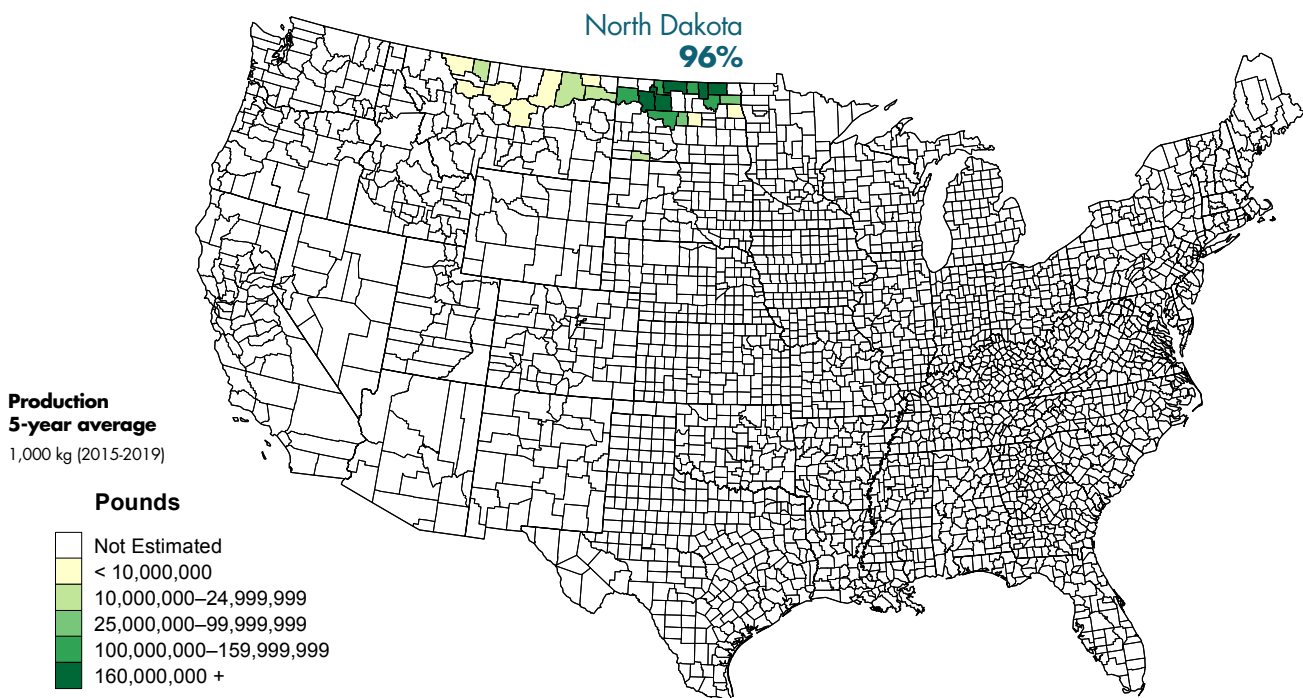 North Dakota
96%
Production
5-year average
1,000 kg (2015-2019)
Pounds
Not Estimated
< 10,000,000
10,000,000–24,999,999
25,000,000–99,999,999
100,000,000–159,999,999
160,000,000 +